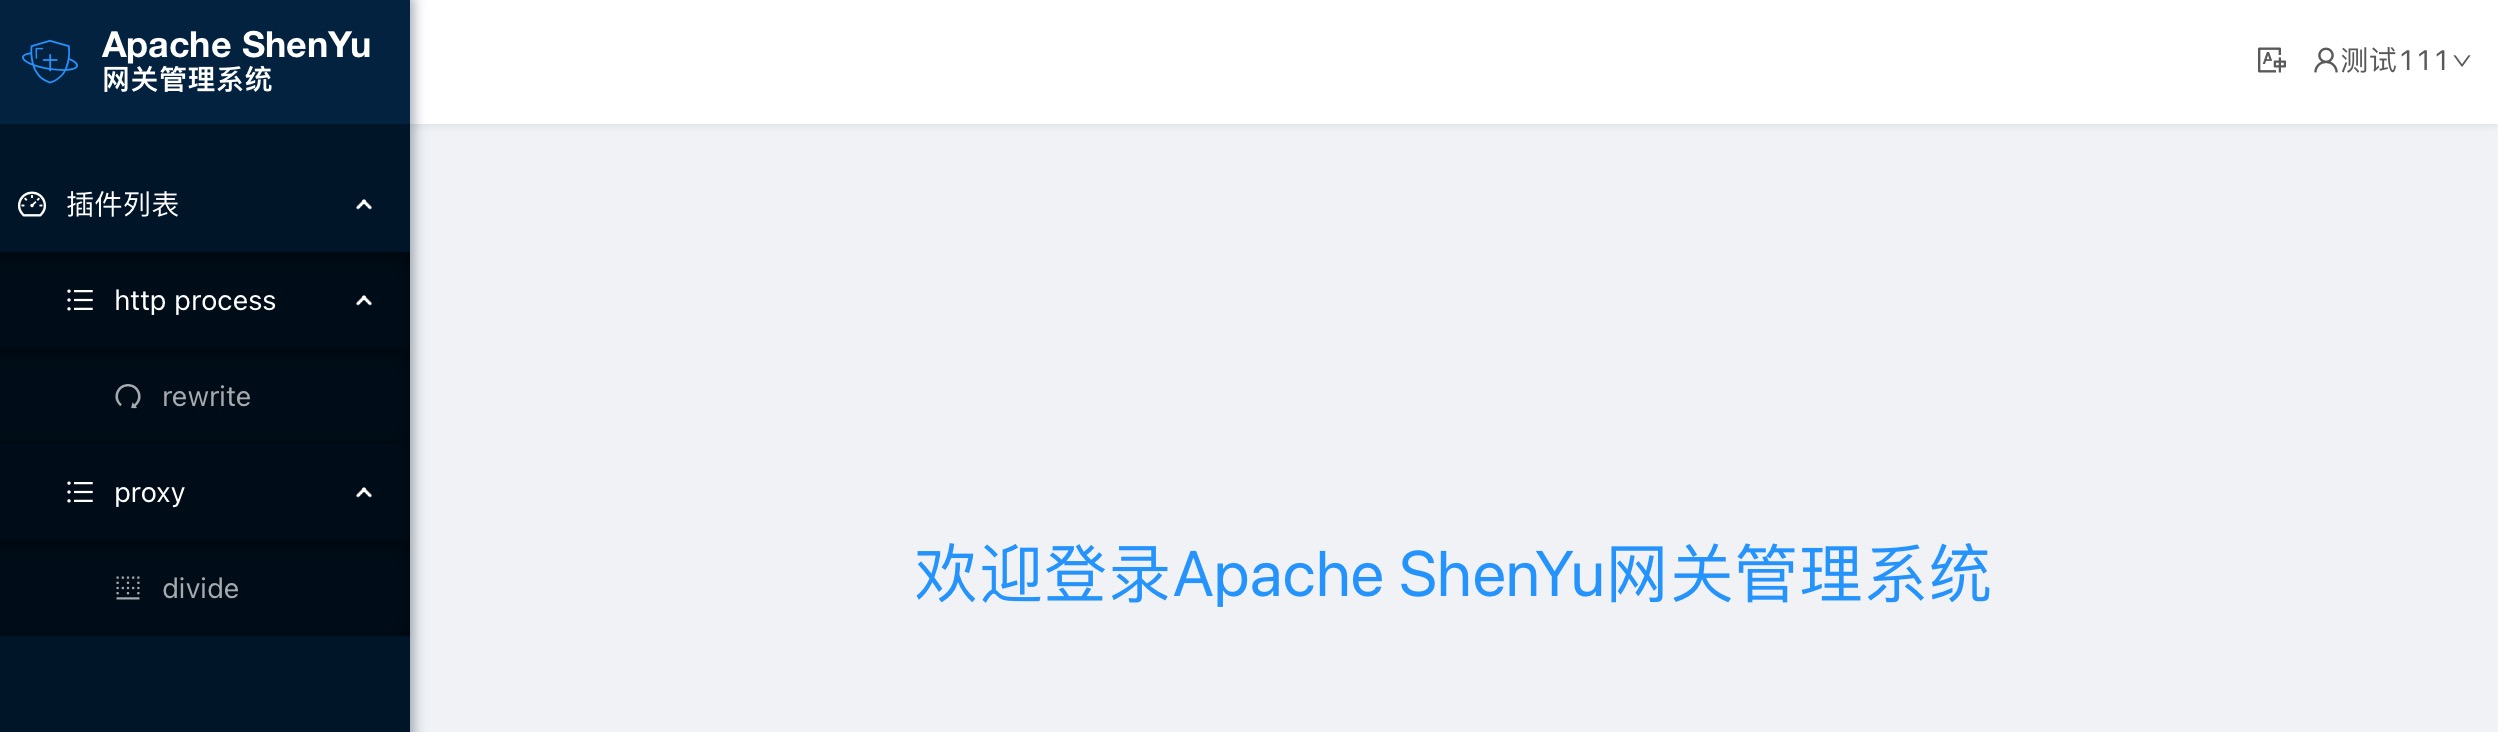 Apache ShenYu
网关管理系统
测试111
插件列表
http process
rewrite
proxy
divide
欢迎登录Apache ShenYu网关管理系统